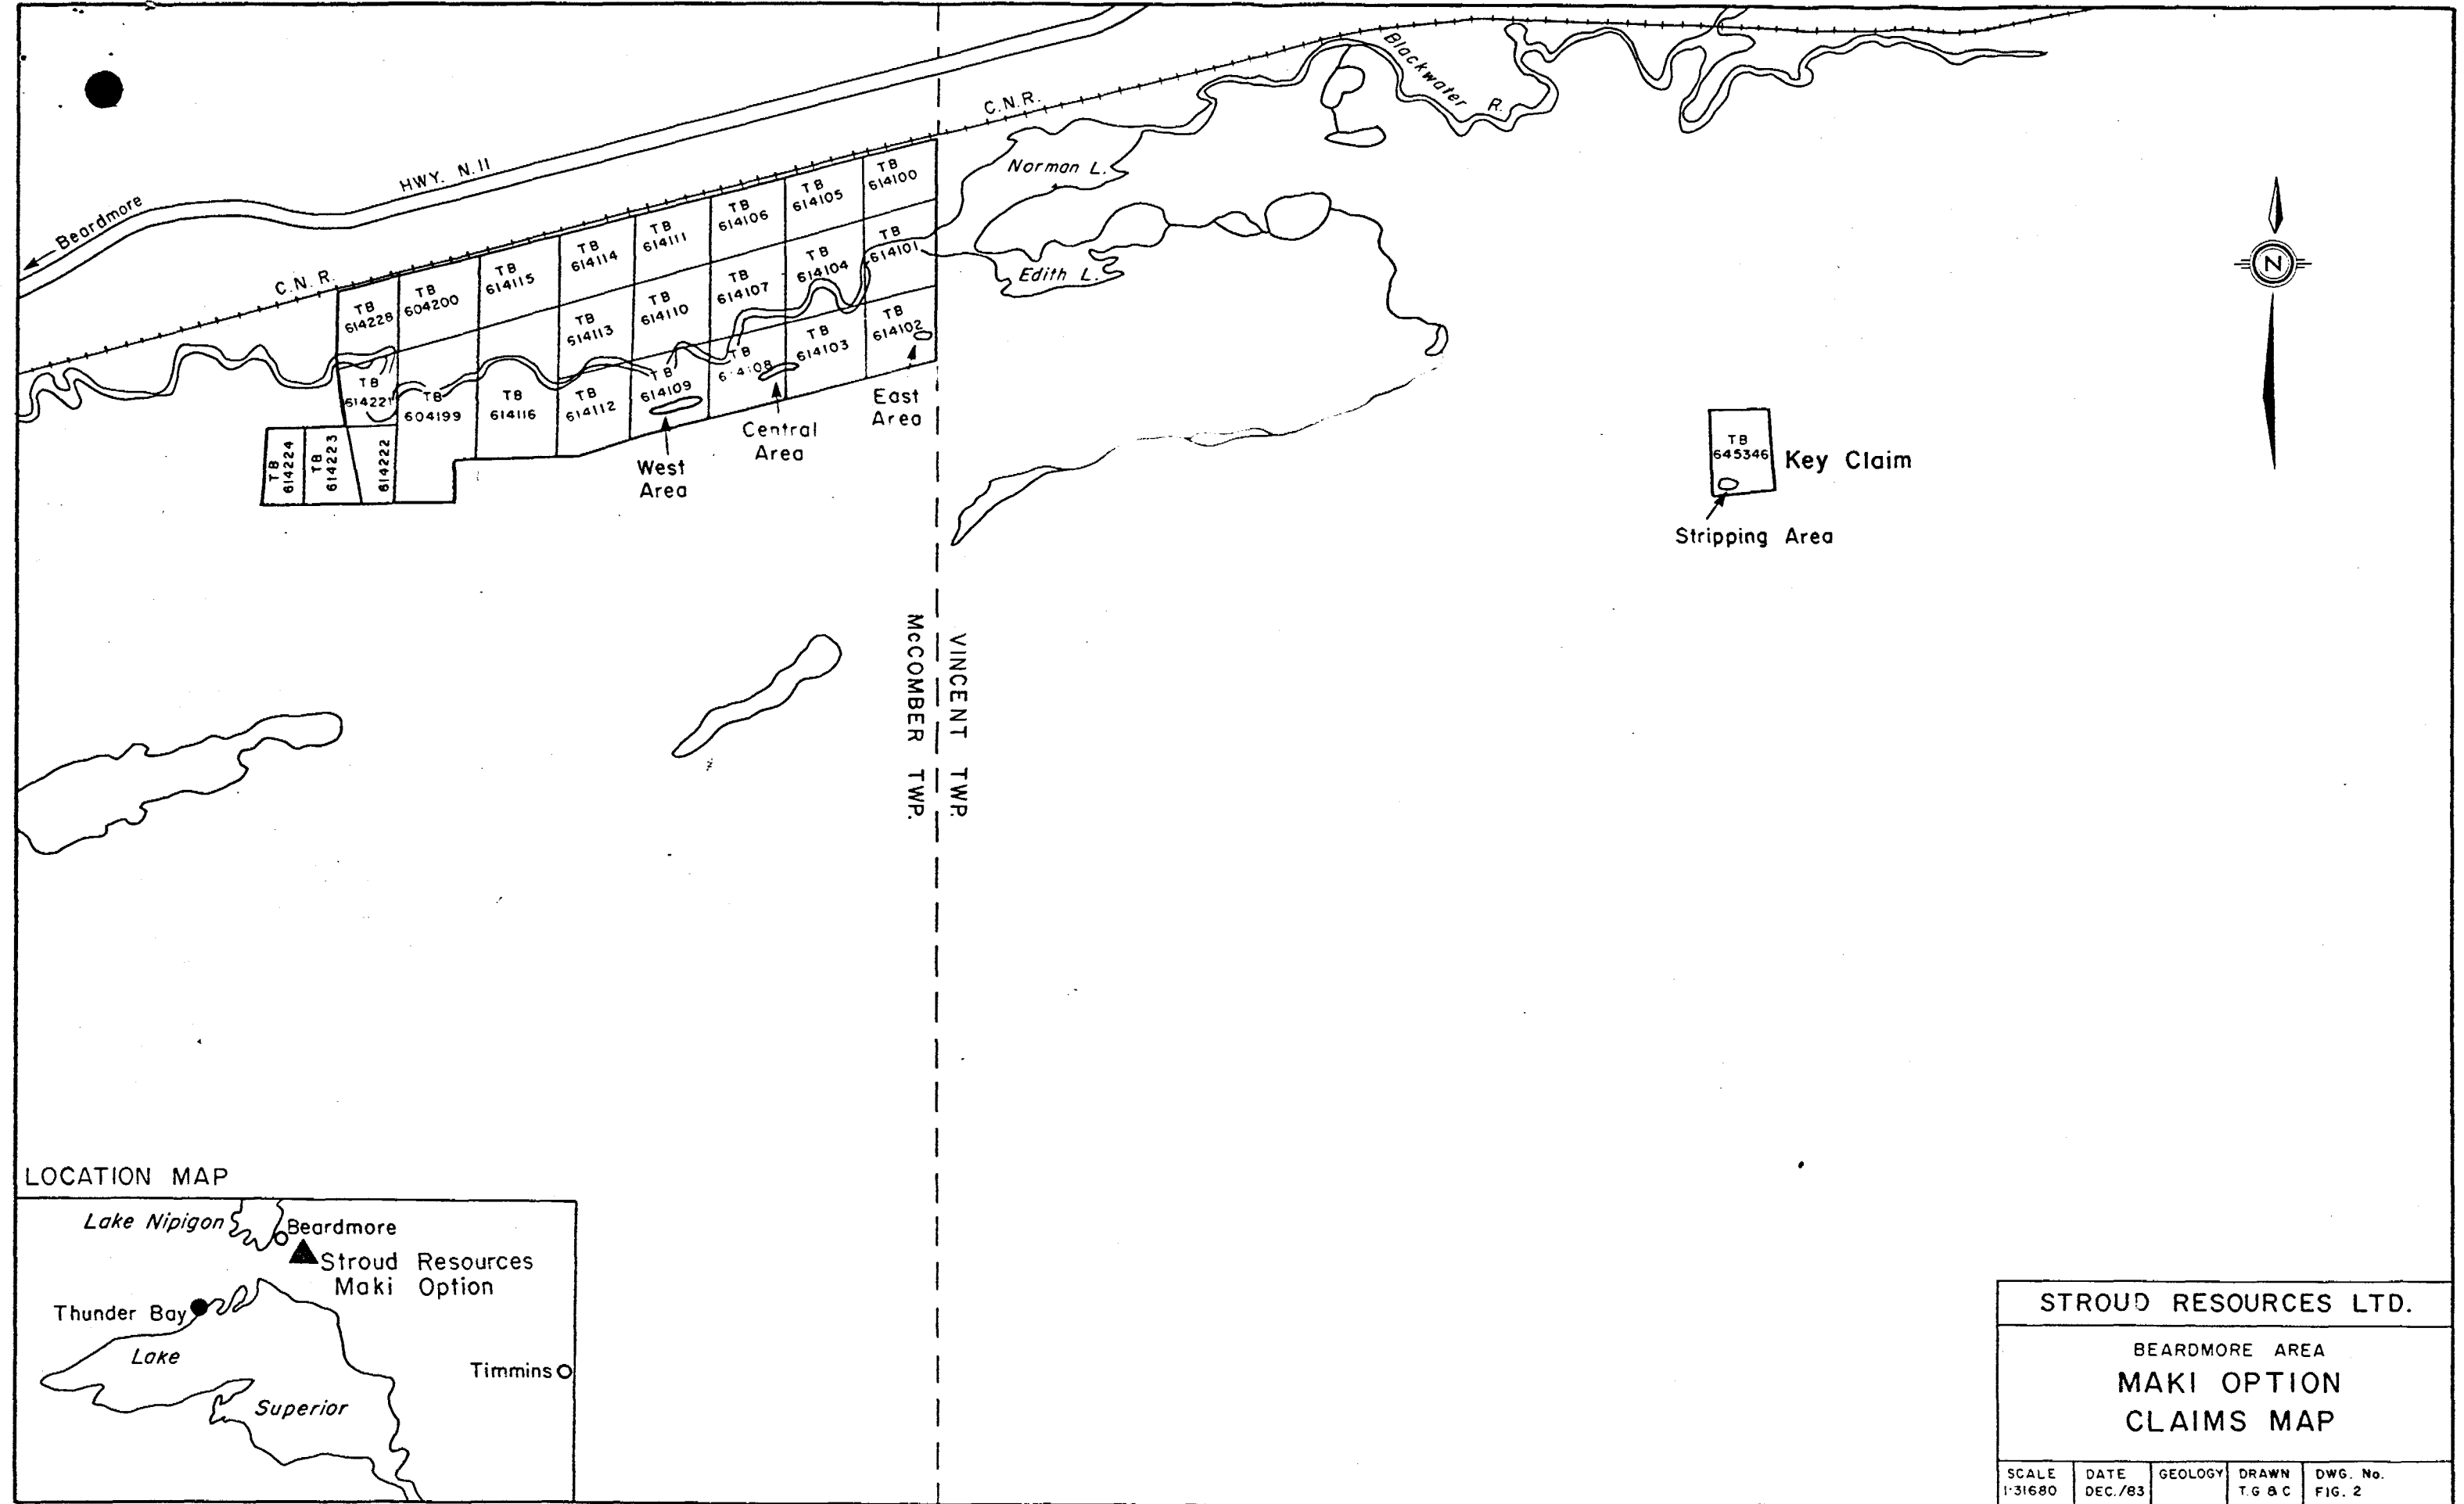 Blackwater R.
C.N.R.
HWY. N.11
Beardmore
C.N.R.
Norman L.
Edith L.
TB
614100
TB
614105
TB
614106
TB
614111
TB
614114
TB
614115
TB
604200
TB
614228
TB
614101
TB
614104
TB
614107
TB
614110
TB
614113
TB
614102
TB
614103
TB
614108
TB
614109
TB
614112
TB
614116
TB
604199
TB
614221
614222
TB
614223
TB
614224
West
Area
Central
Area
East
Area
N
TB
645346
Key Claim
Stripping Area
McCOMBER TWP.
VINCENT TWP.
LOCATION MAP
Lake Nipigon
Beardmore
Stroud Resources
Maki Option
Thunder Bay
Lake
Superior
Timmins
STROUD RESOURCES LTD.
BEARDMORE AREA
MAKI OPTION
CLAIMS MAP
SCALE
1:31680
DATE
DEC./83
GEOLOGY
DRAWN
T.G & C
DWG. No.
FIG. 2